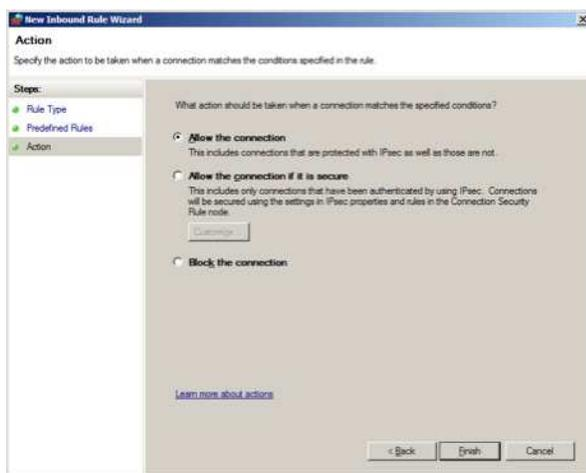 New Inbound Rule Wizard
Action
Specify the action to be taken when a connection matches the conditions specified in the rule.
Steps:
Rule Type
Predefined Rules
Action
What action should be taken when a connection matches the specified conditions?
Allow the connection
This includes connections that are protected with IPsec as well as those are not.
Allow the connection if it is secure
This includes only connections that have been authenticated by using IPsec. Connections
will be secured using the settings in IPsec properties and rules in the Connection Security
Rule node.
Customize...
Block the connection
Learn more about actions
< Back
Finish
Cancel